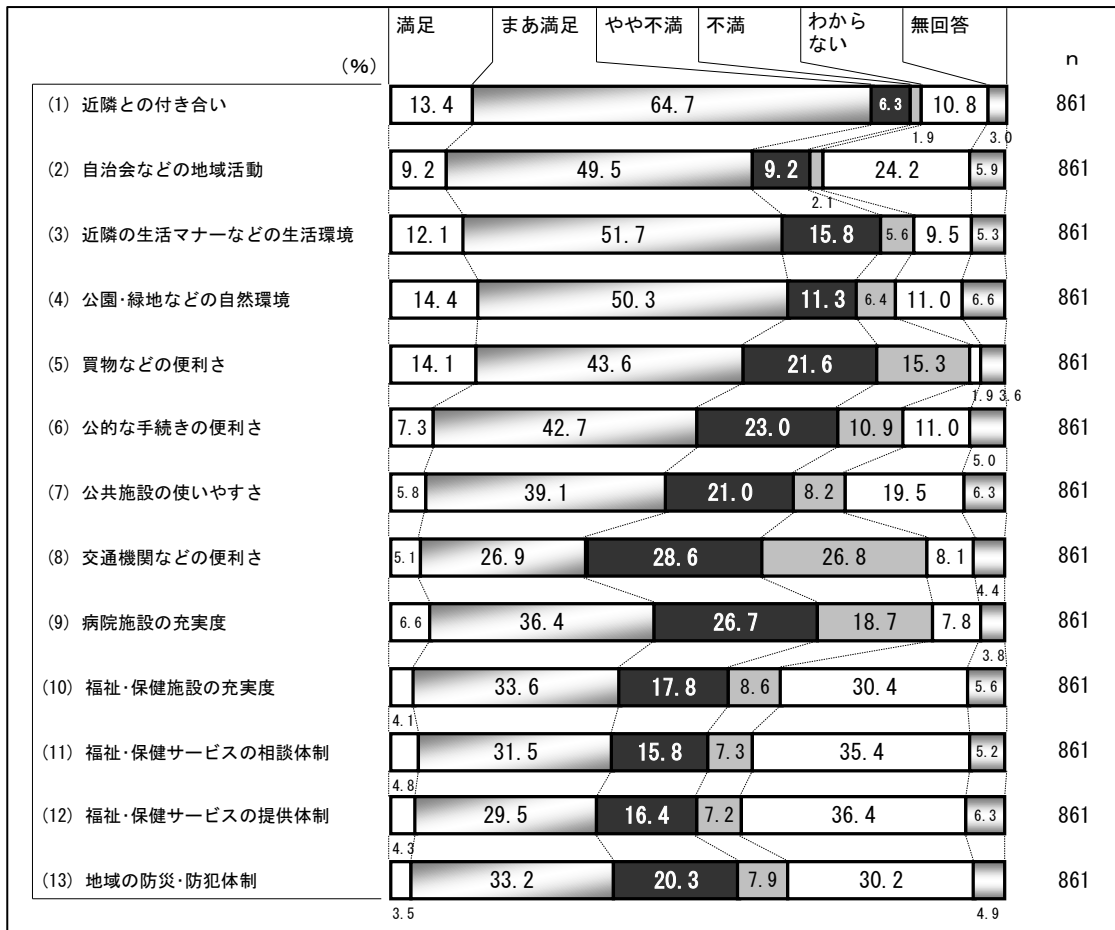 満足 まあ満足 やや不満 不満 わからない 無回答
(%) n
(1) 近隣との付き合い 13.4 64.7 6.3 1.9 10.8 3.0 861
(2) 自治会などの地域活動 9.2 49.5 9.2 2.1 24.2 5.9 861
(3) 近隣の生活マナーなどの生活環境 12.1 51.7 15.8 5.6 9.5 5.3 861
(4) 公園・緑地などの自然環境 14.4 50.3 11.3 6.4 11.0 6.6 861
(5) 買物などの便利さ 14.1 43.6 21.6 15.3 1.9 3.6 861
(6) 公的な手続きの便利さ 7.3 42.7 23.0 10.9 11.0 5.0 861
(7) 公共施設の使いやすさ 5.8 39.1 21.0 8.2 19.5 6.3 861
(8) 交通機関などの便利さ 5.1 26.9 28.6 26.8 8.1 4.4 861
(9) 病院施設の充実度 6.6 36.4 26.7 18.7 7.8 3.8 861
(10) 福祉・保健施設の充実度 4.1 33.6 17.8 8.6 30.4 5.6 861
(11) 福祉・保健サービスの相談体制 4.8 31.5 15.8 7.3 35.4 5.2 861
(12) 福祉・保健サービスの提供体制 4.3 29.5 16.4 7.2 36.4 6.3 861
(13) 地域の防災・防犯体制 3.5 33.2 20.3 7.9 30.2 4.9 861